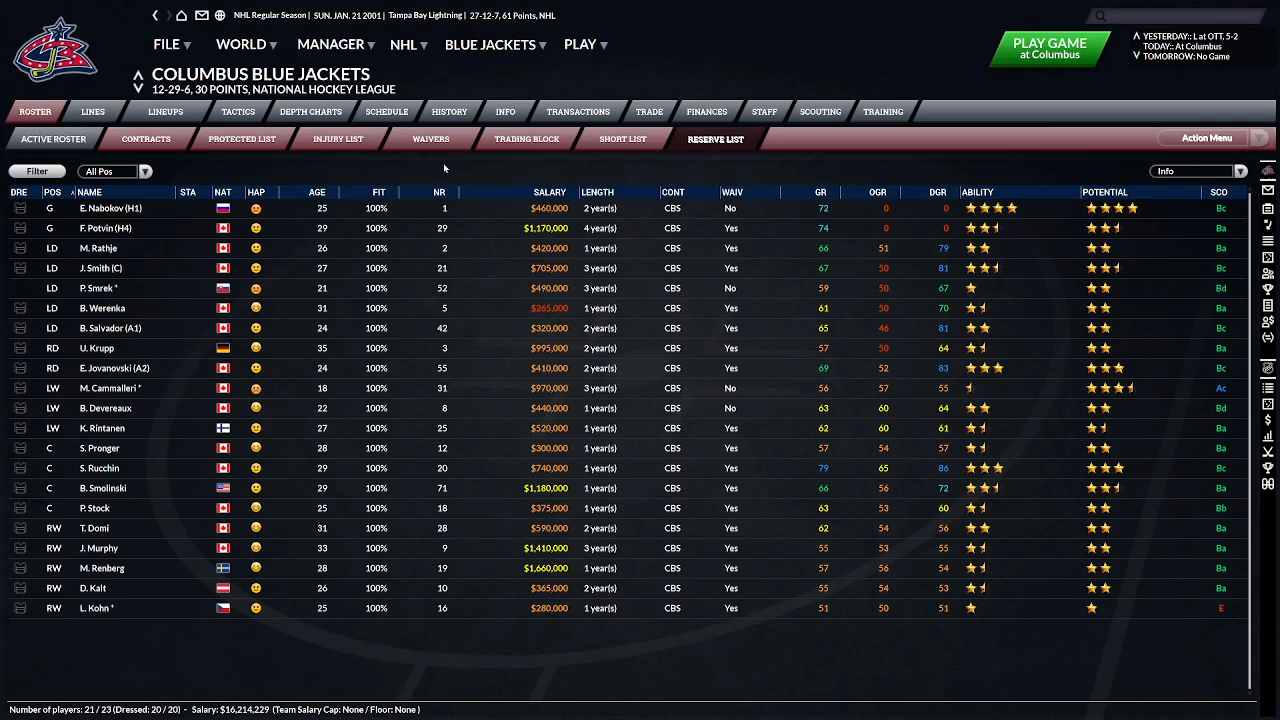 NHL Regular Season | SUN. JAN. 21 2001 | Tampa Bay Lightning | 27-12-7, 61 Points, NHL
FILE WORLD MANAGER NHL BLUE JACKETS PLAY
PLAY GAME
at Columbus
YESTERDAY:: L at OTT, 5-2
TODAY:: At Columbus
TOMORROW: No Game
COLUMBUS BLUE JACKETS
12-29-6, 30 POINTS, NATIONAL HOCKEY LEAGUE
ROSTER LINES LINEUPS TACTICS DEPTH CHARTS SCHEDULE HISTORY INFO TRANSACTIONS TRADE FINANCES STAFF SCOUTING TRAINING
ACTIVE ROSTER CONTRACTS PROTECTED LIST INJURY LIST WAIVERS TRADING BLOCK SHORT LIST RESERVE LIST Action Menu
Filter All Pos Info
DRE POS NAME STA NAT HAP AGE FIT NR SALARY LENGTH CONT WAIV GR OGR DGR ABILITY POTENTIAL SCO
G E. Nabokov (H1) 25 100% 1 $460,000 2 year(s) CBS No 72 0 0 Bc
G F. Potvin (H4) 29 100% 29 $1,170,000 4 year(s) CBS Yes 74 0 0 Ba
LD M. Rathje 26 100% 2 $420,000 1 year(s) CBS Yes 66 51 79 Bc
LD J. Smith (C) 27 100% 21 $705,000 3 year(s) CBS Yes 67 50 81 Bc
LD P. Smrek * 21 100% 52 $490,000 3 year(s) CBS No 59 50 67 Bd
LD B. Werenka 31 100% 5 $265,000 1 year(s) CBS Yes 61 50 70 Ba
LD B. Salvador (A1) 24 100% 42 $320,000 2 year(s) CBS Yes 65 46 81 Bc
RD U. Krupp 35 100% 3 $995,000 2 year(s) CBS Yes 57 50 64 Ba
RD E. Jovanovski (A2) 24 100% 55 $410,000 2 year(s) CBS Yes 69 52 83 Bc
LW M. Cammalleri * 18 100% 31 $970,000 3 year(s) CBS No 56 57 55 Ac
LW B. Devereaux 22 100% 8 $440,000 1 year(s) CBS No 63 60 64 Bd
LW K. Rintanen 27 100% 25 $520,000 1 year(s) CBS Yes 62 60 61 Ba
C S. Pronger 28 100% 12 $300,000 1 year(s) CBS Yes 57 54 57 Ba
C S. Rucchin 29 100% 20 $740,000 1 year(s) CBS Yes 79 65 86 Bc
C B. Smolinski 29 100% 71 $1,180,000 1 year(s) CBS Yes 66 56 72 Ba
C P. Stock 25 100% 18 $375,000 1 year(s) CBS Yes 63 53 60 Bb
RW T. Domi 31 100% 28 $590,000 2 year(s) CBS Yes 62 54 56 Ba
RW J. Murphy 33 100% 9 $1,410,000 3 year(s) CBS Yes 55 53 55 Ba
RW M. Renberg 28 100% 19 $1,660,000 1 year(s) CBS Yes 57 56 54 Ba
RW D. Kalt 26 100% 10 $365,000 2 year(s) CBS Yes 55 54 53 Ba
RW L. Kohn * 25 100% 16 $280,000 1 year(s) CBS Yes 51 50 51 E
Number of players: 21 / 23 (Dressed: 20 / 20) - Salary: $16,214,229 (Team Salary Cap: None / Floor: None )